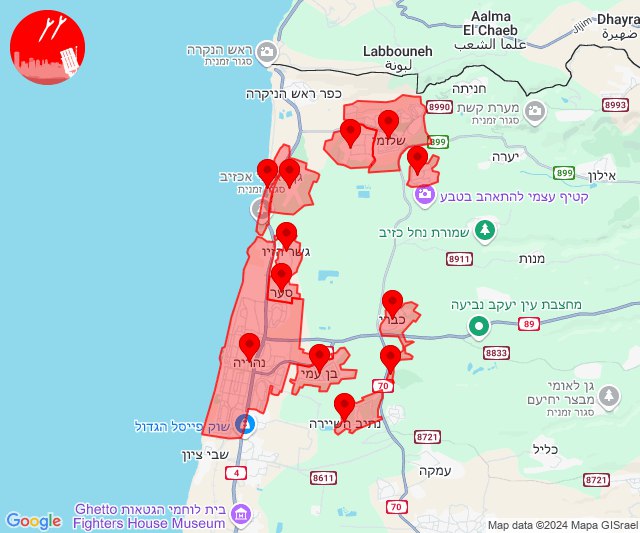 Aalma
El Chaeb
علما الشعب
Dhayra
صهيرة
Jijim
Labbouneh
لبونة
ראש הנקרה
סגור זמנית
כפר ראש הניקרה
חניתה
8990
8993
מערת קשת
סגור זמנית
שלומי
899
יערה
899
אילון
אכזיב
זמנית
סגור
קטיף עצמי להתאהב בטבע
שמורת נחל כזיב
גשר הזיו
8911
מנות
סער
מחצבת עין יעקב נביעה
כברי
89
8833
נהריה
בן עמי
70
גן לאומי
מבצר יחיעם
סגור זמנית
נתיב השיירה
שוק פייסל הגדול
4
8721
שבי ציון
כליל
עמקה
4
8611
8721
70
בית לוחמי הגטאות
Ghetto
Fighters House Museum
Google
Map data ©2024 Mapa GISrael